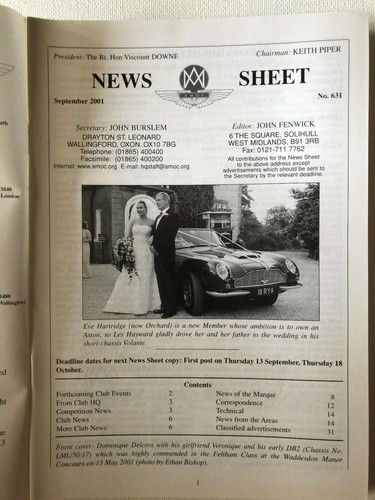 President: The Rt. Hon Viscount DOWNE
Chairman: KEITH PIPER
NEWS SHEET
AMOC
September 2001
No. 631
Secretary: JOHN BURSLEM
DRAYTON ST. LEONARD
WALLINGFORD, OXON. OX10 7BG
Telephone: (01865) 400400
Facsimile: (01865) 400200
Internet: www.amoc.org E-mail: hqstaff@amoc.org
Editor: JOHN FENWICK
6 THE SQUARE, SOLIHULL
WEST MIDLANDS, B91 3RB
Fax: 0121-711 7762
All contributions for the News Sheet
to the above address except
advertisements which should be sent to
the Secretary by the relevant deadline.
Eve Hartridge (now Orchard) is a new Member whose ambition is to own an
Aston, so Les Hayward gladly drove her and her father to the wedding in his
short-chassis Volante.
Deadline dates for next News Sheet copy: First post on Thursday 13 September, Thursday 18
October.
Contents
Forthcoming Club Events 2
From Club HQ 3
Competition News 3
Club News 6
More Club News 6
News of the Marque 8
Correspondence 12
Technical 14
News from the Areas 14
Classified advertisements 31
Front cover: Dominique Delcros with his girlfriend Veronique and his early DB2 (Chassis No.
LML/50/17) which was highly commended in the Feltham Class at the Waddesdon Manor
Concours on 13 May 2001 (photo by Ethan Bishop).
1